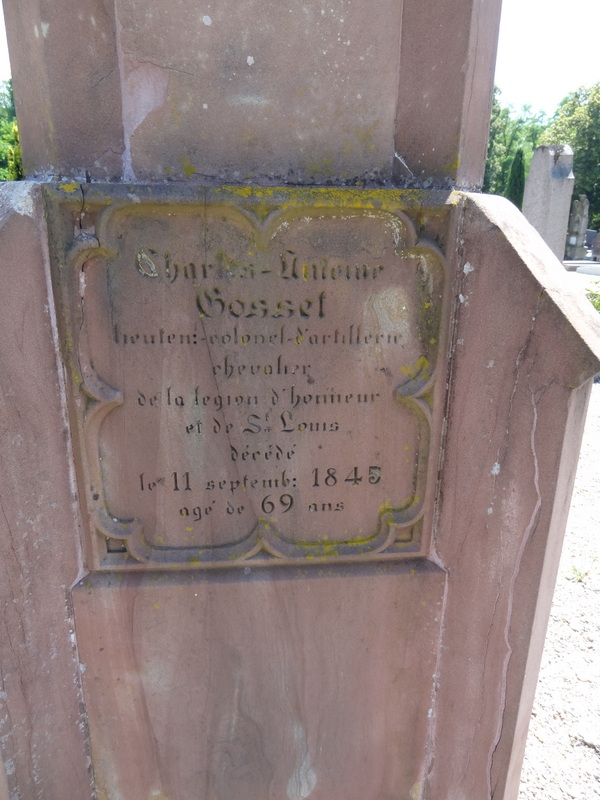 Charles-Antoine
Gosset
lieuten:-colonel-d'artillerie
chevalier
de la legion d'honneur
et de St Louis
décédé
le 11 septemb: 1845
agé de 69 ans